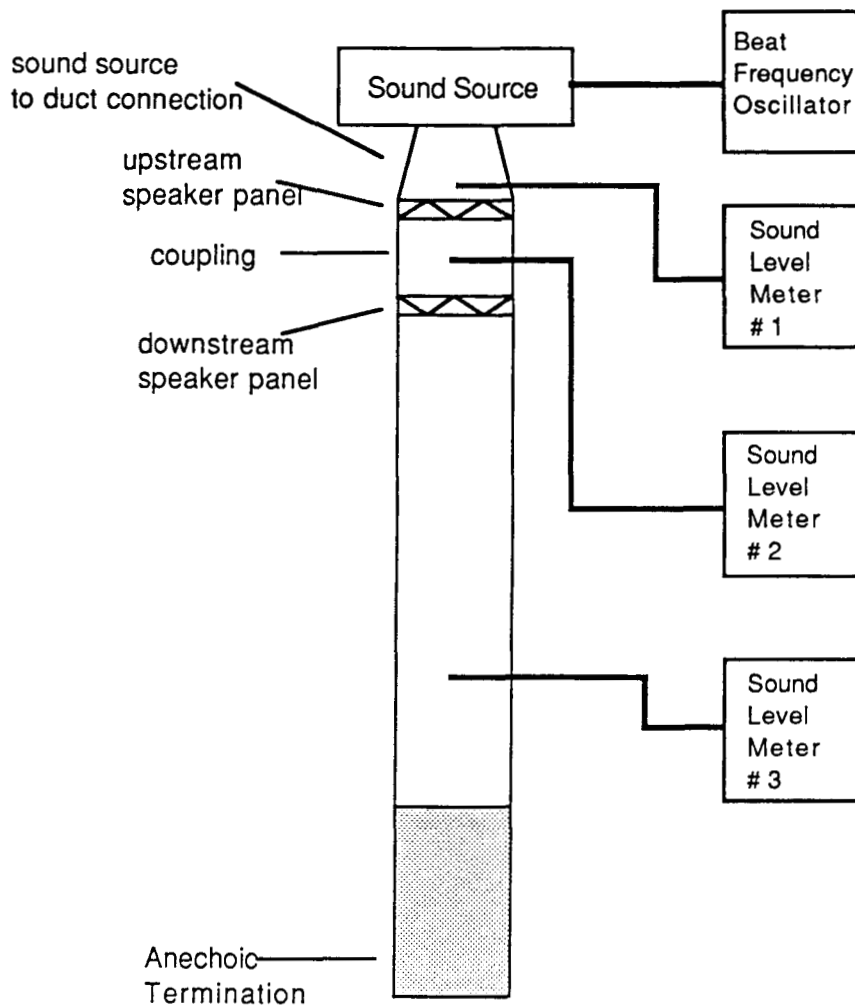 sound source
to duct connection
upstream
speaker panel
coupling
downstream
speaker panel
Anechoic
Termination
Sound Source
Beat
Frequency
Oscillator
Sound
Level
Meter
# 1
Sound
Level
Meter
# 2
Sound
Level
Meter
# 3